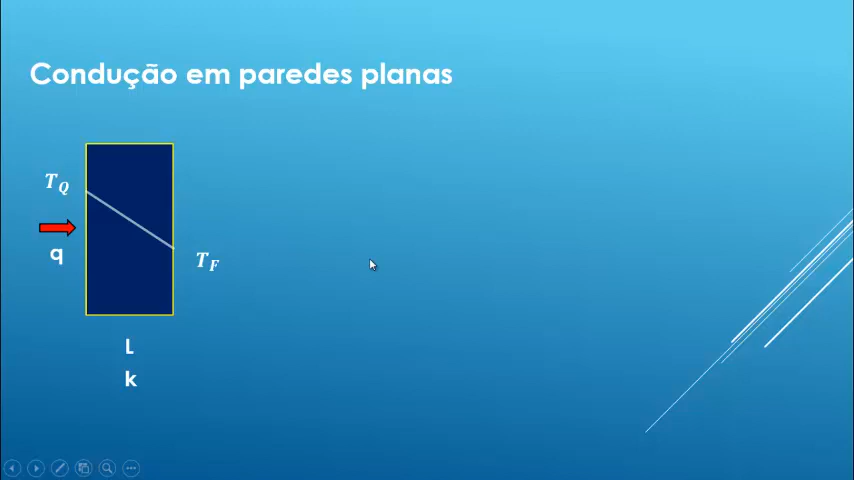 Condução em paredes planas
T_Q
q
T_F
L
k